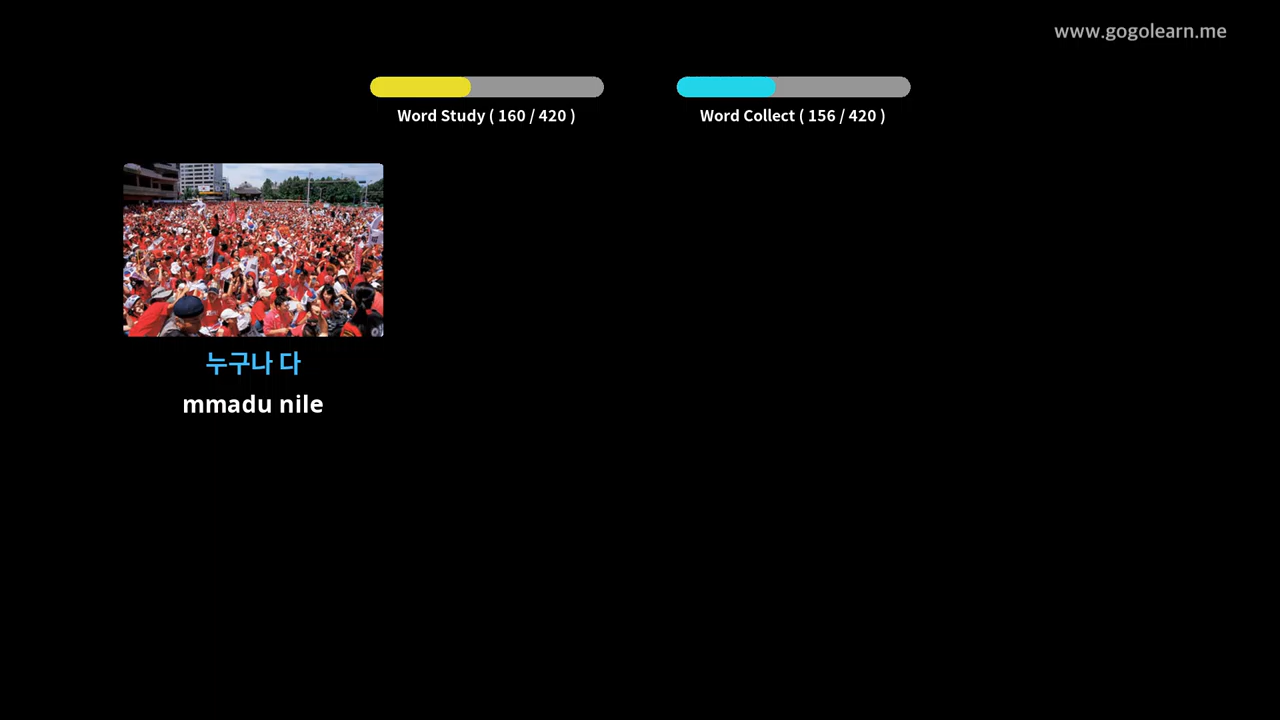 www.gogolearn.me
Word Study ( 160 / 420 )
Word Collect ( 156 / 420 )
누구나 다
mmadu nile